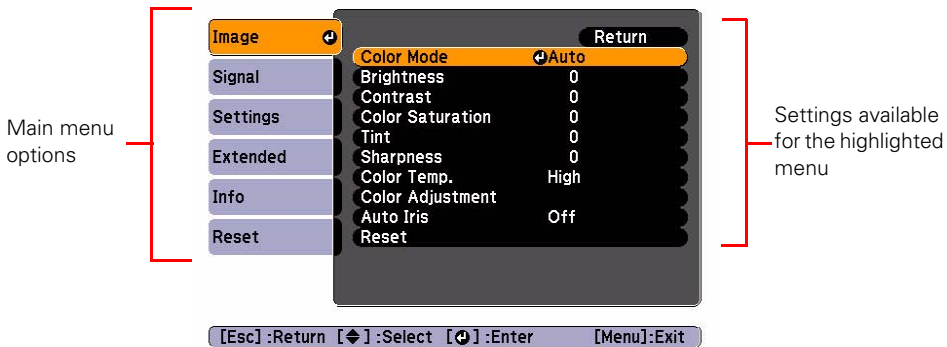 Main menu
options
Image
Signal
Settings
Extended
Info
Reset
Return
Color Mode Auto
Brightness 0
Contrast 0
Color Saturation 0
Tint 0
Sharpness 0
Color Temp. High
Color Adjustment
Auto Iris Off
Reset
[Esc] :Return [ ] :Select [ ] :Enter [Menu]:Exit
Settings available
for the highlighted
menu